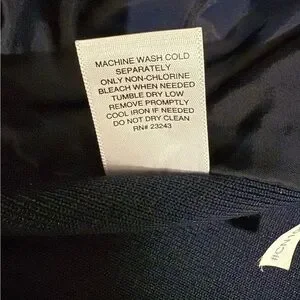 MACHINE WASH COLD
SEPARATELY
ONLY NON-CHLORINE
BLEACH WHEN NEEDED
TUMBLE DRY LOW
REMOVE PROMPTLY
COOL IRON IF NEEDED
DO NOT DRY CLEAN
RN# 23243